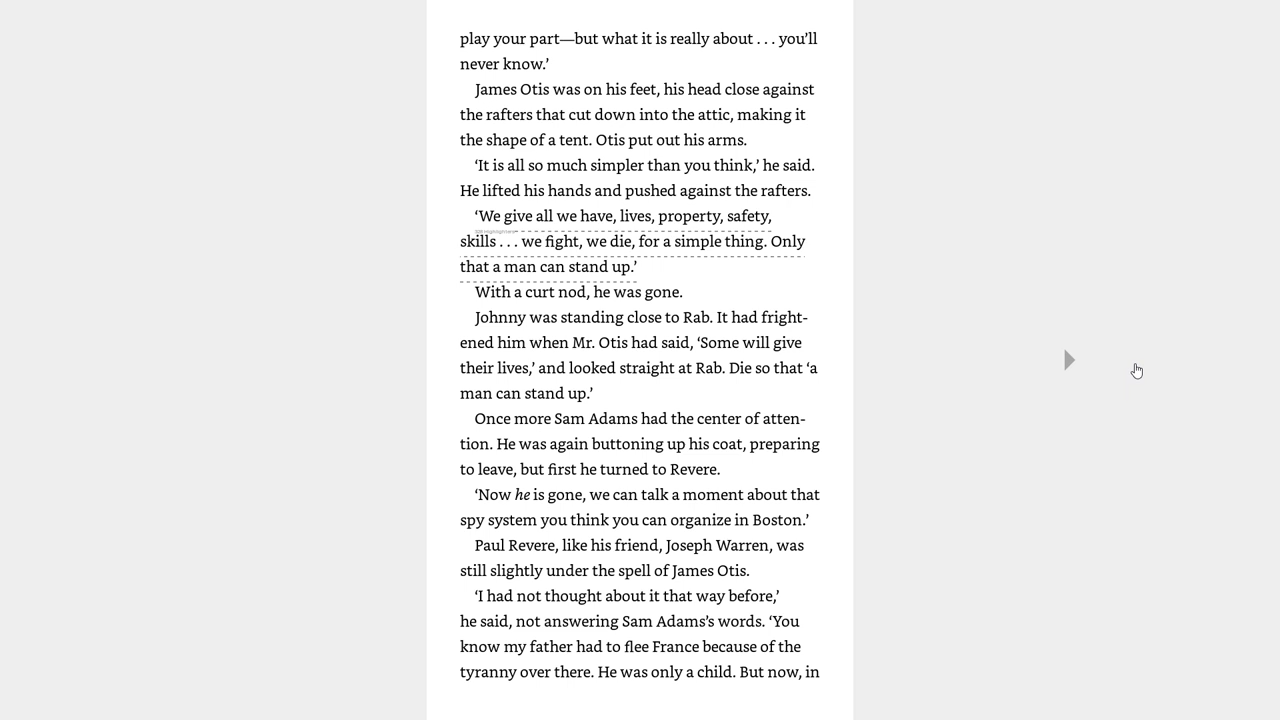 play your part—but what it is really about . . . you’ll
never know.’
James Otis was on his feet, his head close against
the rafters that cut down into the attic, making it
the shape of a tent. Otis put out his arms.
‘It is all so much simpler than you think,’ he said.
He lifted his hands and pushed against the rafters.
‘We give all we have, lives, property, safety,
skills . . . we fight, we die, for a simple thing. Only
that a man can stand up.’
With a curt nod, he was gone.
Johnny was standing close to Rab. It had fright-
ened him when Mr. Otis had said, ‘Some will give
their lives,’ and looked straight at Rab. Die so that ‘a
man can stand up.’
Once more Sam Adams had the center of atten-
tion. He was again buttoning up his coat, preparing
to leave, but first he turned to Revere.
‘Now he is gone, we can talk a moment about that
spy system you think you can organize in Boston.’
Paul Revere, like his friend, Joseph Warren, was
still slightly under the spell of James Otis.
‘I had not thought about it that way before,’
he said, not answering Sam Adams’s words. ‘You
know my father had to flee France because of the
tyranny over there. He was only a child. But now, in